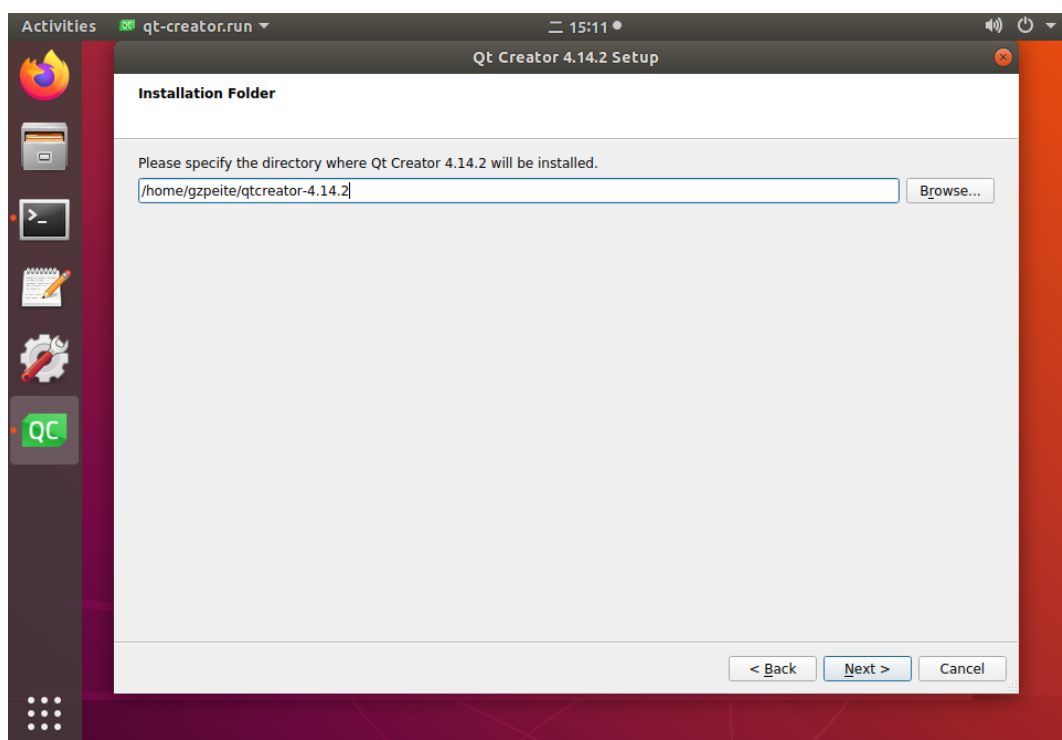 Activities qt-creator.run 二 15:11
Qt Creator 4.14.2 Setup
Installation Folder
Please specify the directory where Qt Creator 4.14.2 will be installed.
/home/gzpeite/qtcreator-4.14.2 Browse...
>_
QC
< Back Next > Cancel